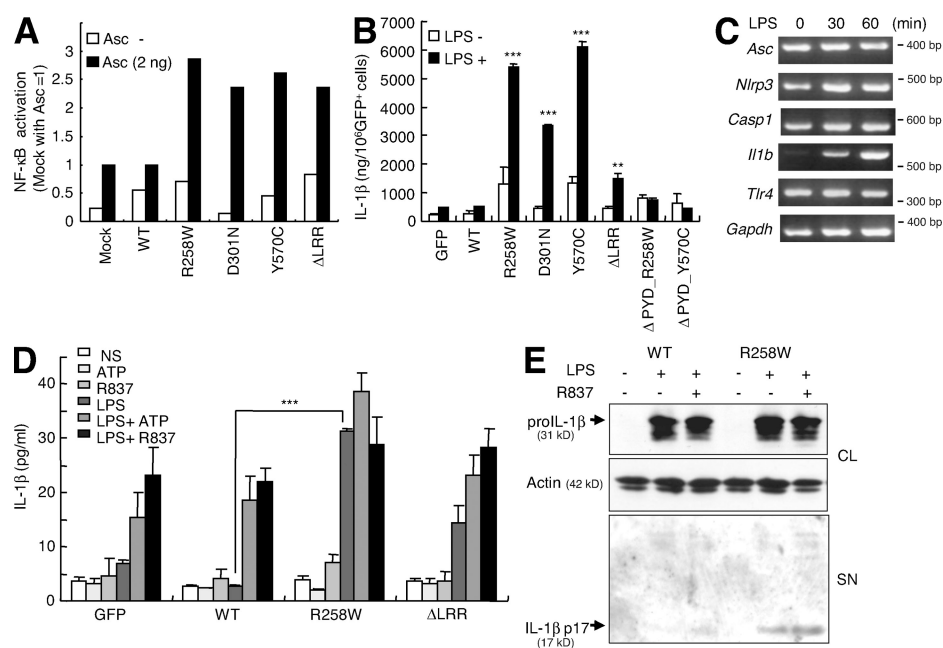 A
NF-κB activation
(Mock with Asc =1)
Asc -
Asc (2 ng)
3
2.5
2
1.5
1
0.5
0
Mock
WT
R258W
D301N
Y570C
ΔLRR
B
IL-1β (ng/10⁶GFP⁺ cells)
LPS -
LPS +
7000
6000
5000
4000
3000
2000
1000
0
***
***
***
**
GFP
WT
R258W
D301N
Y570C
ΔLRR
Δ PYD_R258W
Δ PYD_Y570C
C
LPS 0 30 60 (min)
Asc - 400 bp
Nlrp3 - 500 bp
Casp1 - 600 bp
Il1b - 500 bp
Tlr4 - 300 bp
Gapdh - 400 bp
D
IL-1β (pg/ml)
NS
ATP
R837
LPS
LPS+ ATP
LPS+ R837
40
30
20
10
0
***
GFP WT R258W ΔLRR
E
WT R258W
LPS - + + - + +
R837 - + - +
proIL-1β
(31 kD)
Actin (42 kD)
CL
IL-1β p17
(17 kD)
SN